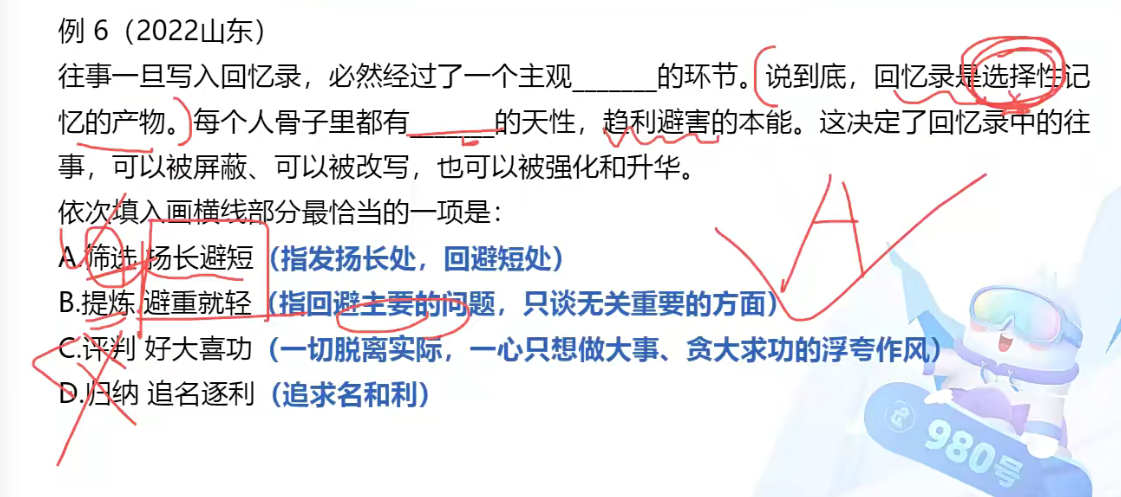 例 6（2022山东）
往事一旦写入回忆录，必然经过了一个主观______的环节。说到底，回忆录是选择性记
忆的产物。每个人骨子里都有______的天性，趋利避害的本能。这决定了回忆录中的往
事，可以被屏蔽、可以被改写，也可以被强化和升华。
依次填入画横线部分最恰当的一项是：
A.筛选 扬长避短（指发扬长处，回避短处）
B.提炼 避重就轻（指回避主要的问题，只谈无关重要的方面）
C.评判 好大喜功（一切脱离实际，一心只想做大事、贪大求功的浮夸作风）
D.归纳 追名逐利（追求名和利）
A
980号